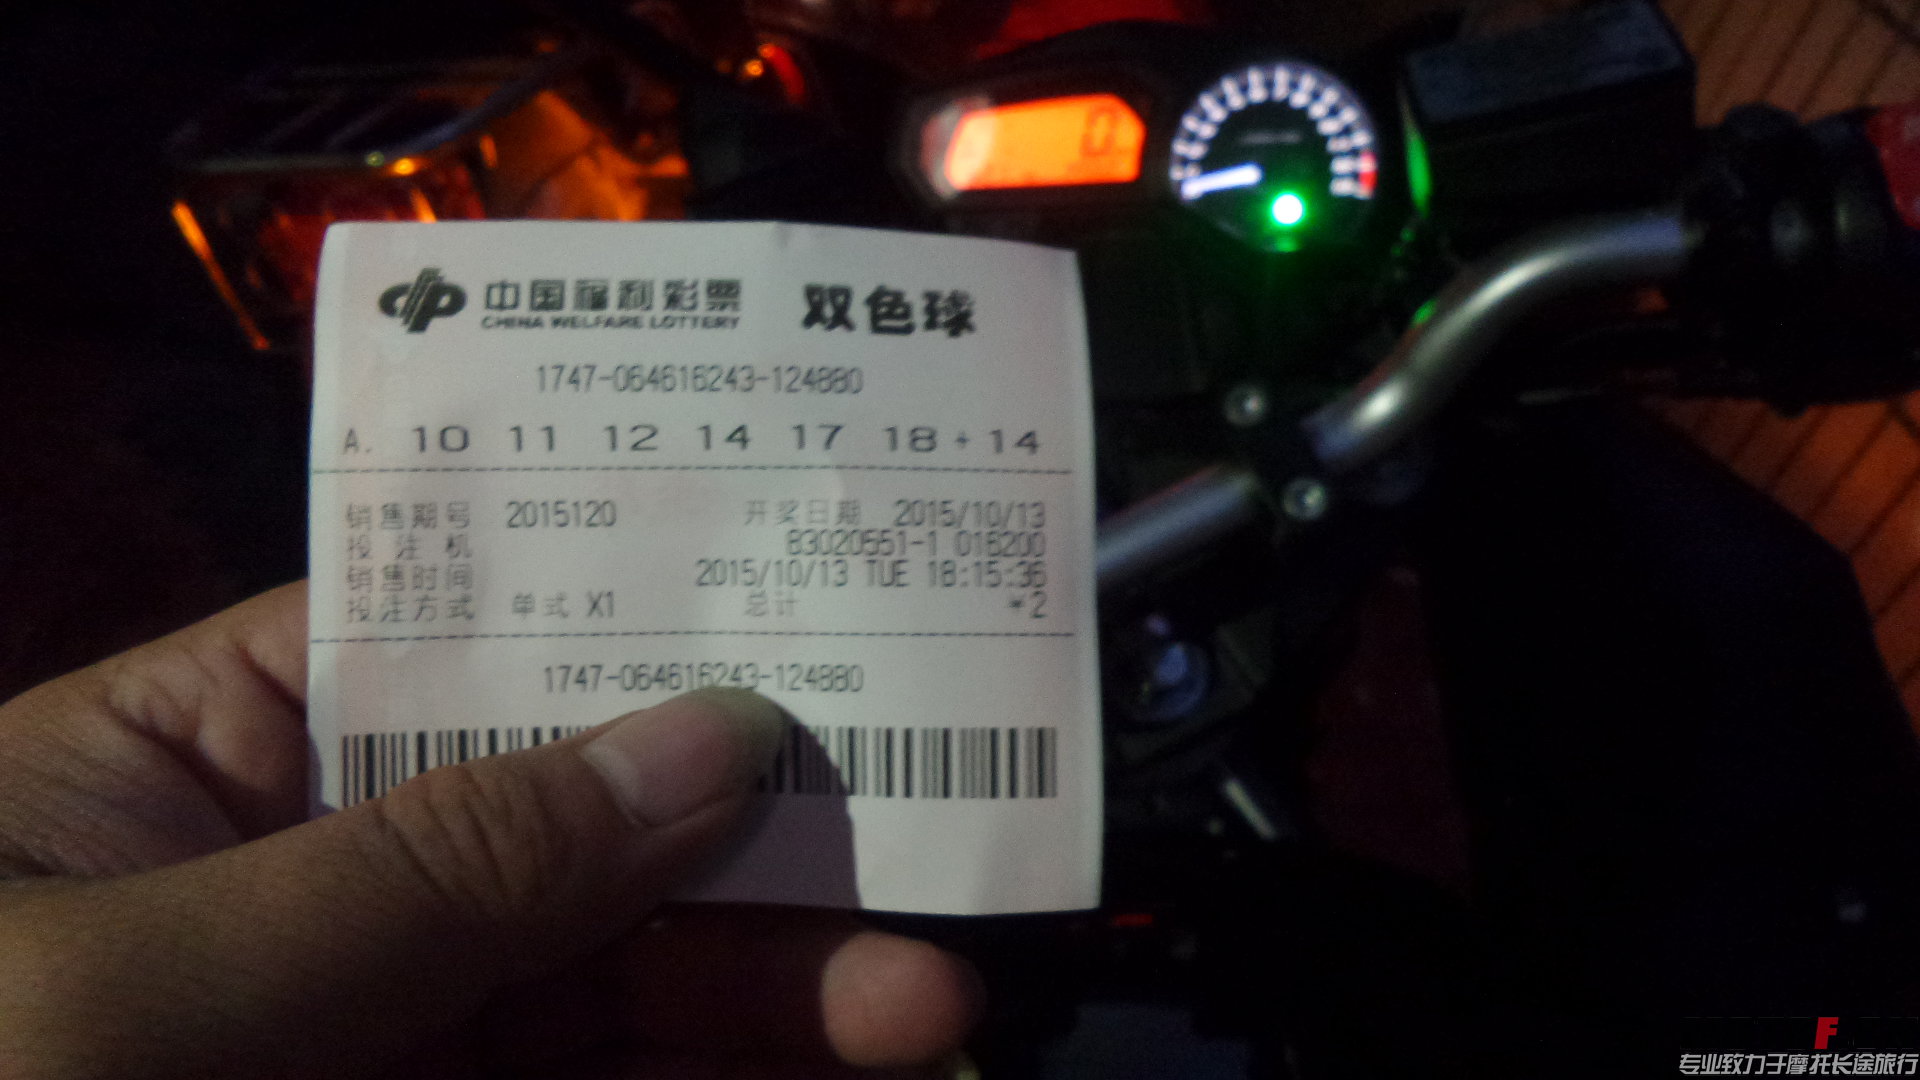 中国福利彩票 双色球
CHINA WELFARE LOTTERY
1747-064616243-124880
A. 10 11 12 14 17 18 + 14
销售期号 2015120 开奖日期 2015/10/13
投注机 83020551-1 016200
销售时间 2015/10/13 TUE 18:15:36
投注方式 单式 X1 总计 *2
1747-064616243-124880
0
F
专业致力于摩托长途旅行